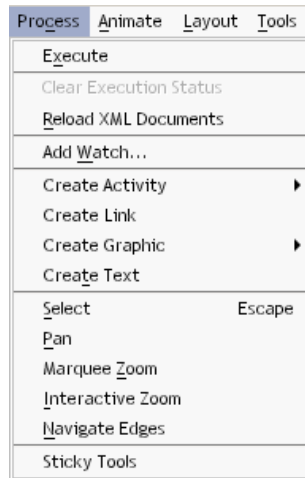 Process Animate Layout Tools
Execute
Clear Execution Status
Reload XML Documents
Add Watch...
Create Activity
Create Link
Create Graphic
Create Text
Select Escape
Pan
Marquee Zoom
Interactive Zoom
Navigate Edges
Sticky Tools